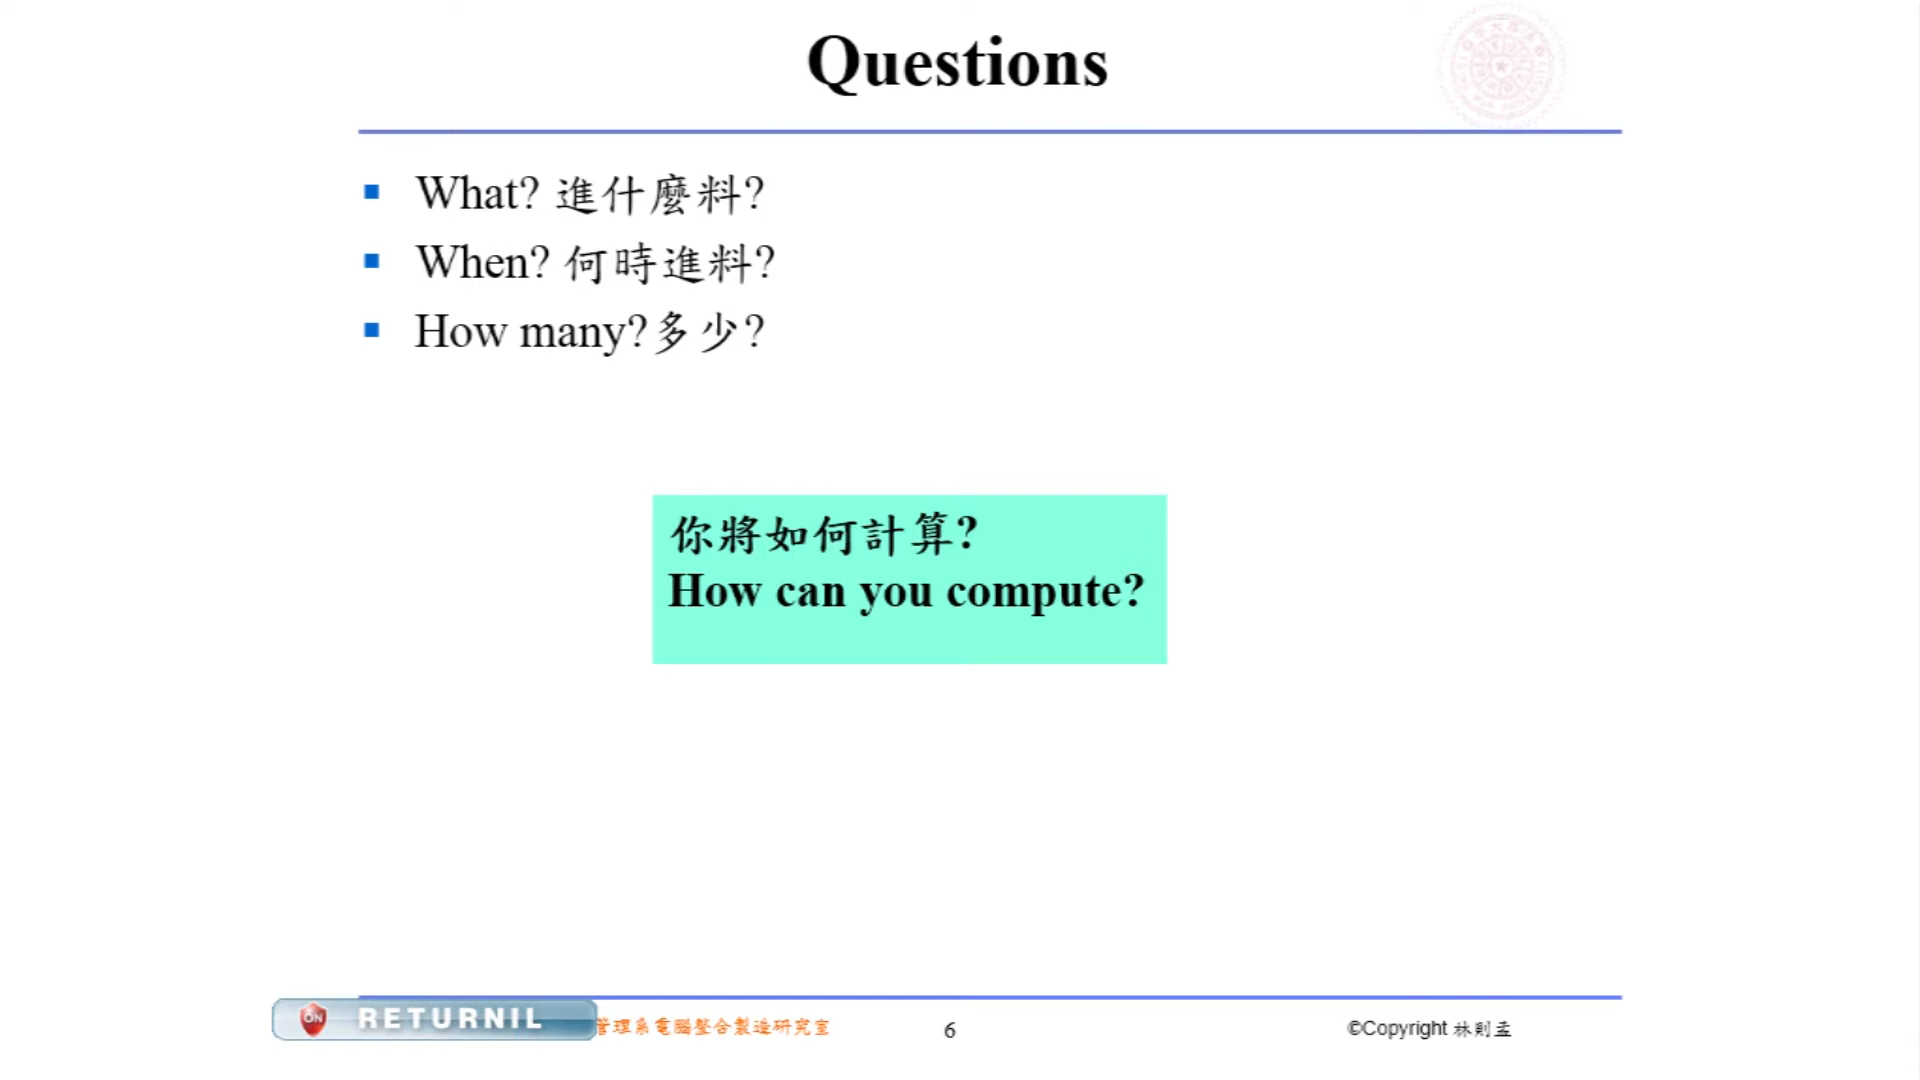 Questions
What? 進什麼料?
When? 何時進料?
How many?多少?
你將如何計算?
How can you compute?
ON RETURNIL
管理系電腦整合製造研究室
6
©Copyright 林則孟